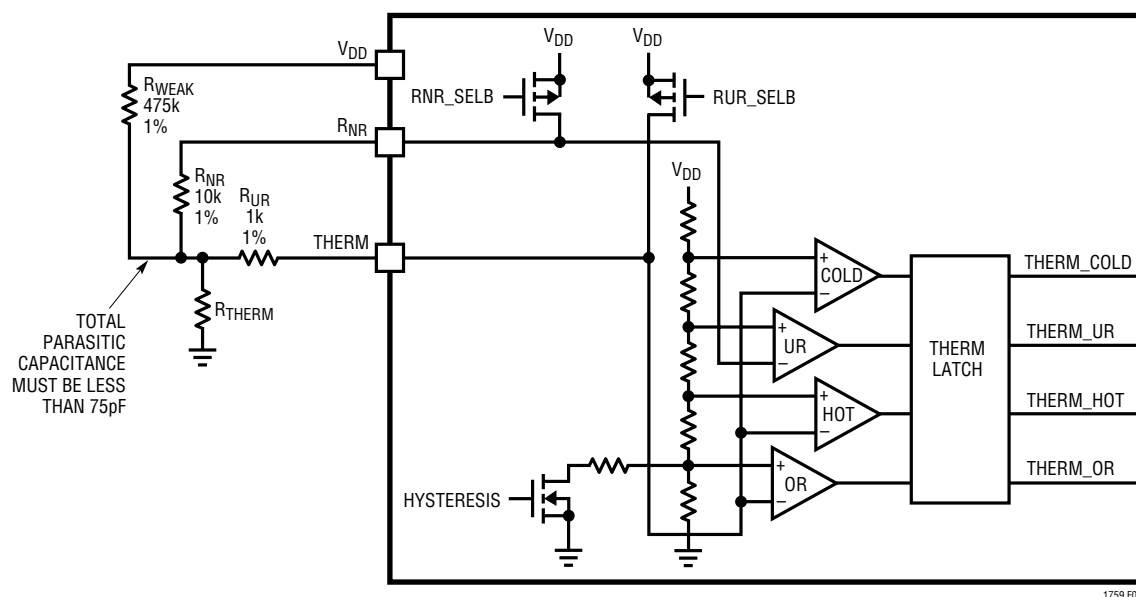 VDD
RWEAK
475k
1%
RNR
RNR
10k
1%
RUR
1k
1%
THERM
RTHERM
TOTAL
PARASITIC
CAPACITANCE
MUST BE LESS
THAN 75pF
VDD
VDD
RNR_SELB
RUR_SELB
VDD
+
COLD
–
+
UR
–
+
HOT
–
+
OR
–
HYSTERESIS
THERM
LATCH
THERM_COLD
THERM_UR
THERM_HOT
THERM_OR